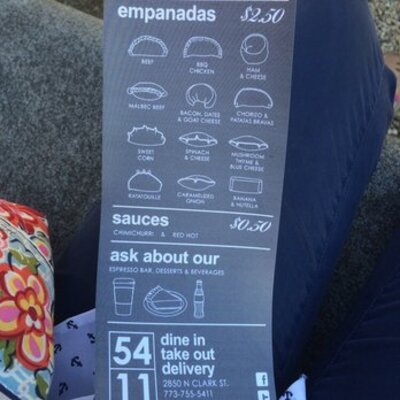 empanadas $2.50
BEEF
BBQ
CHICKEN
HAM
& CHEESE
MALBEC BEEF
BACON, DATES
& GOAT CHEESE
CHORIZO &
PATATAS BRAVAS
SWEET
CORN
SPINACH
& CHEESE
MUSHROOM
THYME &
BLUE CHEESE
RATATOUILLE
CARAMELIZED
ONION
BANANA
& NUTELLA
sauces $0.50
CHIMICHURRI & RED HOT
ask about our
ESPRESSO BAR, DESSERTS & BEVERAGES
54
11
dine in
take out
delivery
2850 N CLARK ST.
773-755-5411
f